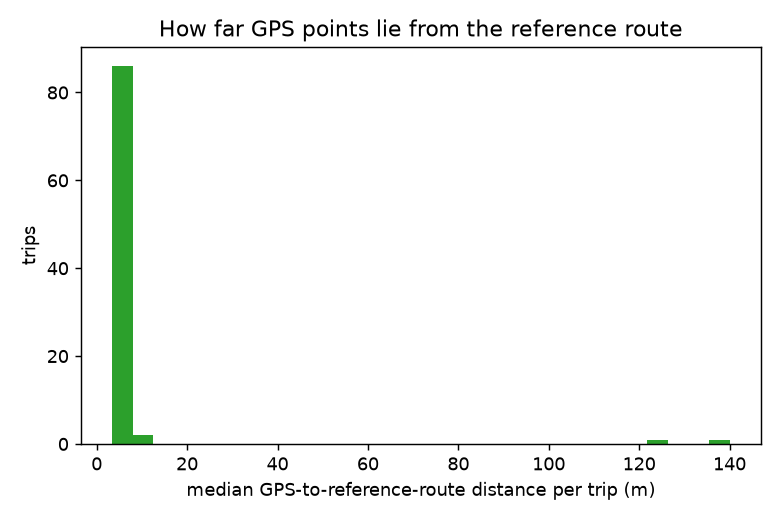 How far GPS points lie from the reference route
trips
80
60
40
20
0
0 20 40 60 80 100 120 140
median GPS-to-reference-route distance per trip (m)